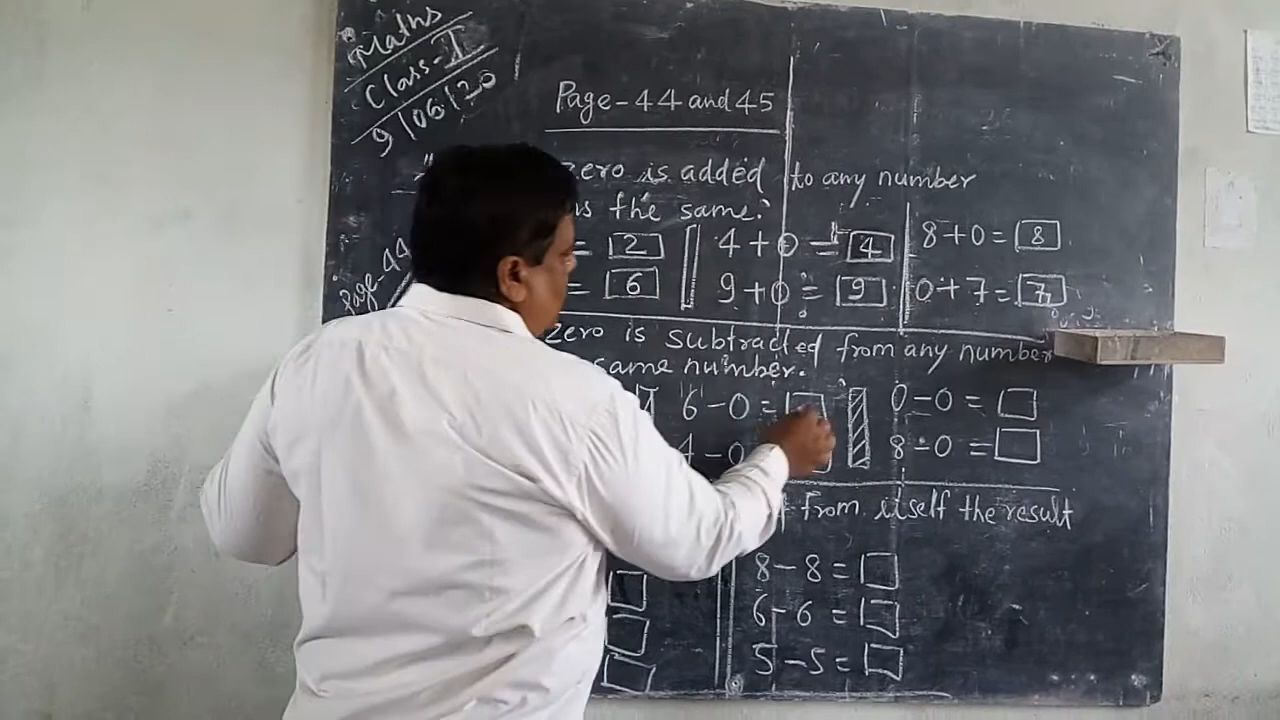 Maths
Class-I
9/06/20
Page-44 and 45
zero is added to any number
is the same.
= 2 4+0= 4 8+0= 8
= 6 9+0= 9 0+7= 7
Page-44
zero is subtracted from any number
same number.
6-0= 0-0=
4-0 8-0=
from itself the result
8-8=
6-6=
5-5=